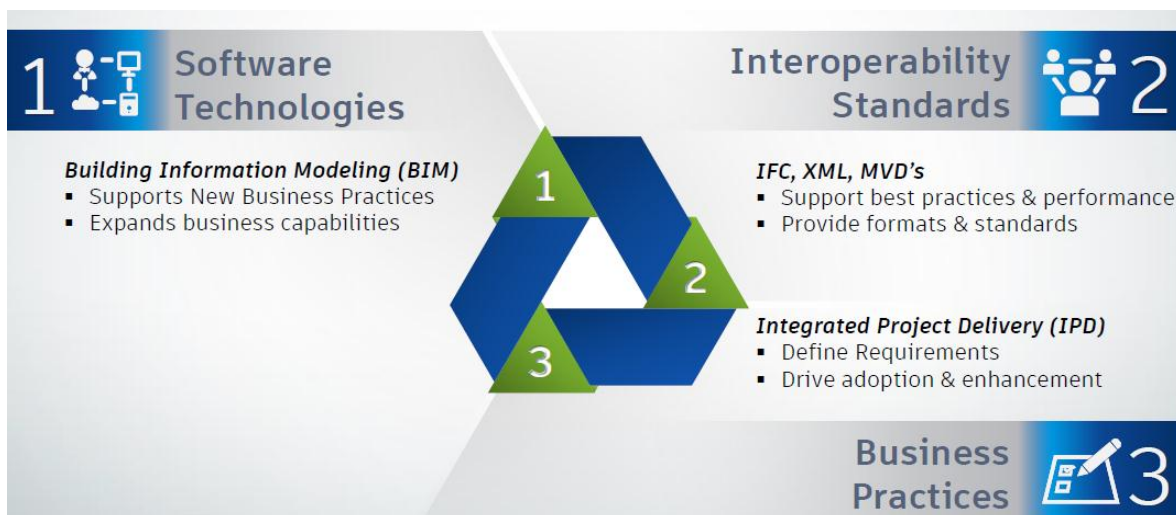 1
Software
Technologies
Building Information Modeling (BIM)
▪ Supports New Business Practices
▪ Expands business capabilities
Interoperability
Standards
2
IFC, XML, MVD's
▪ Support best practices & performance
▪ Provide formats & standards
1
2
3
Integrated Project Delivery (IPD)
▪ Define Requirements
▪ Drive adoption & enhancement
Business
Practices
3